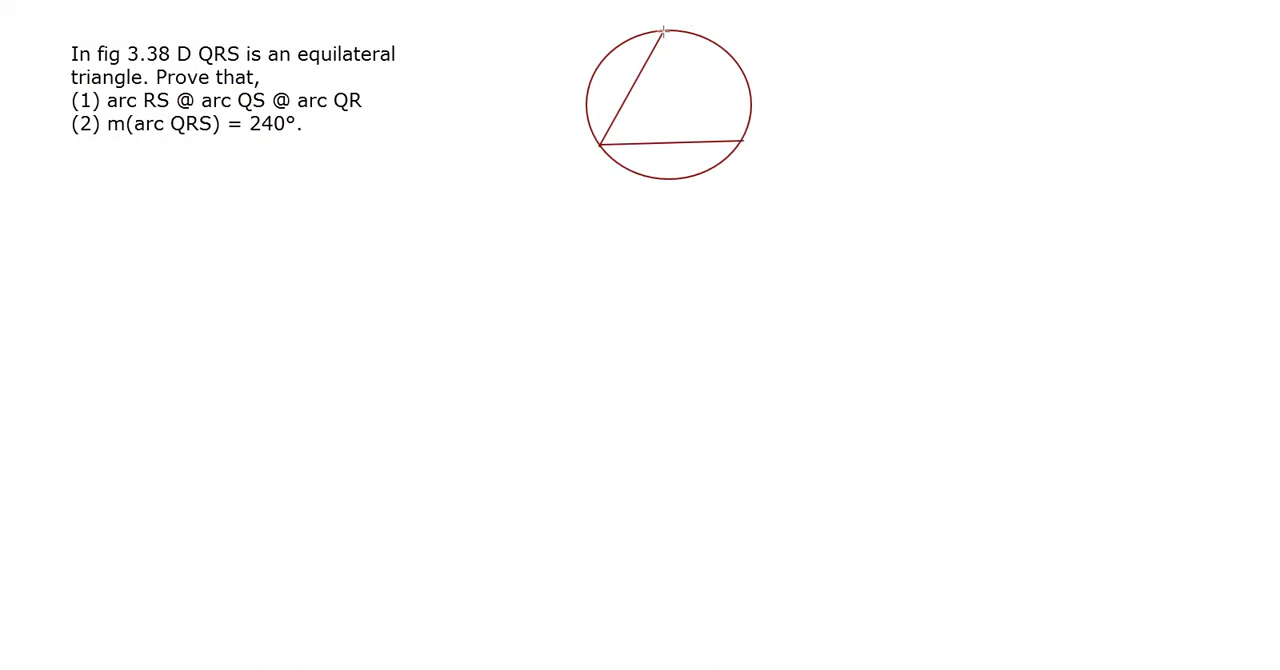 In fig 3.38 D QRS is an equilateral
triangle. Prove that,
(1) arc RS @ arc QS @ arc QR
(2) m(arc QRS) = 240°.